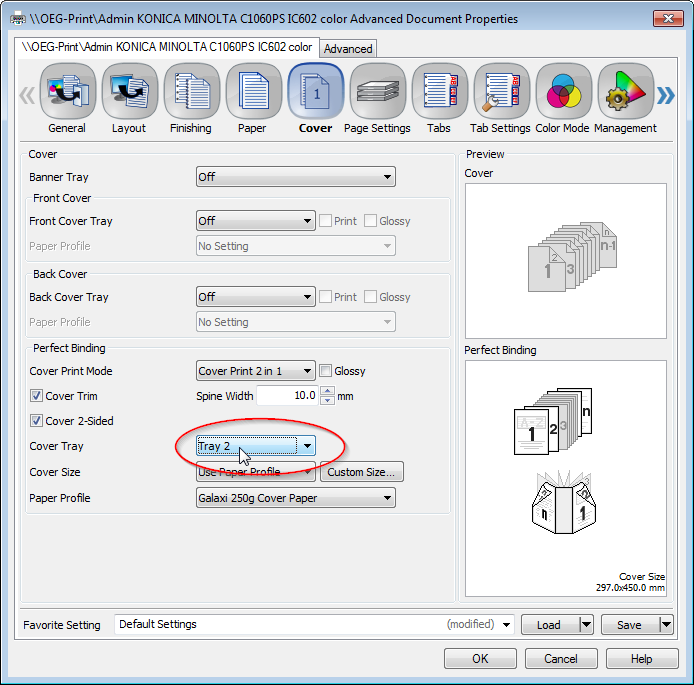 \\OEG-Print\Admin KONICA MINOLTA C1060PS IC602 color Advanced Document Properties
\\OEG-Print\Admin KONICA MINOLTA C1060PS IC602 color Advanced
1
General Layout Finishing Paper Cover Page Settings Tabs Tab Settings Color Mode Management
Cover
Banner Tray Off
Front Cover
Front Cover Tray Off Print Glossy
Paper Profile No Setting
Back Cover
Back Cover Tray Off Print Glossy
Paper Profile No Setting
Perfect Binding
Cover Print Mode Cover Print 2 in 1 Glossy
Cover Trim Spine Width 10.0 mm
Cover 2-Sided
Cover Tray Tray 2
Cover Size Use Paper Profile Custom Size...
Paper Profile Galaxi 250g Cover Paper
Preview
Cover
1 2 3 n n-1
Perfect Binding
A-Z 1 2 3 n
n 1
Cover Size
297.0x450.0 mm
Favorite Setting Default Settings (modified) Load Save
OK Cancel Help